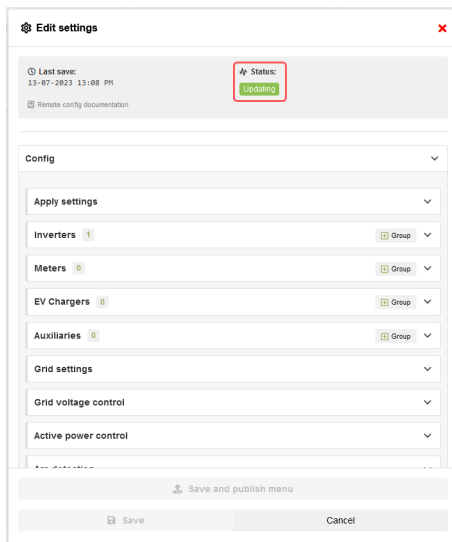 Edit settings
Last save:
13-07-2023 13:08 PM
Status:
Updating
Remote config documentation
Config
Apply settings
Inverters 1
Group
Meters 0
Group
EV Chargers 0
Group
Auxiliaries 0
Group
Grid settings
Grid voltage control
Active power control
Save and publish menu
Save
Cancel